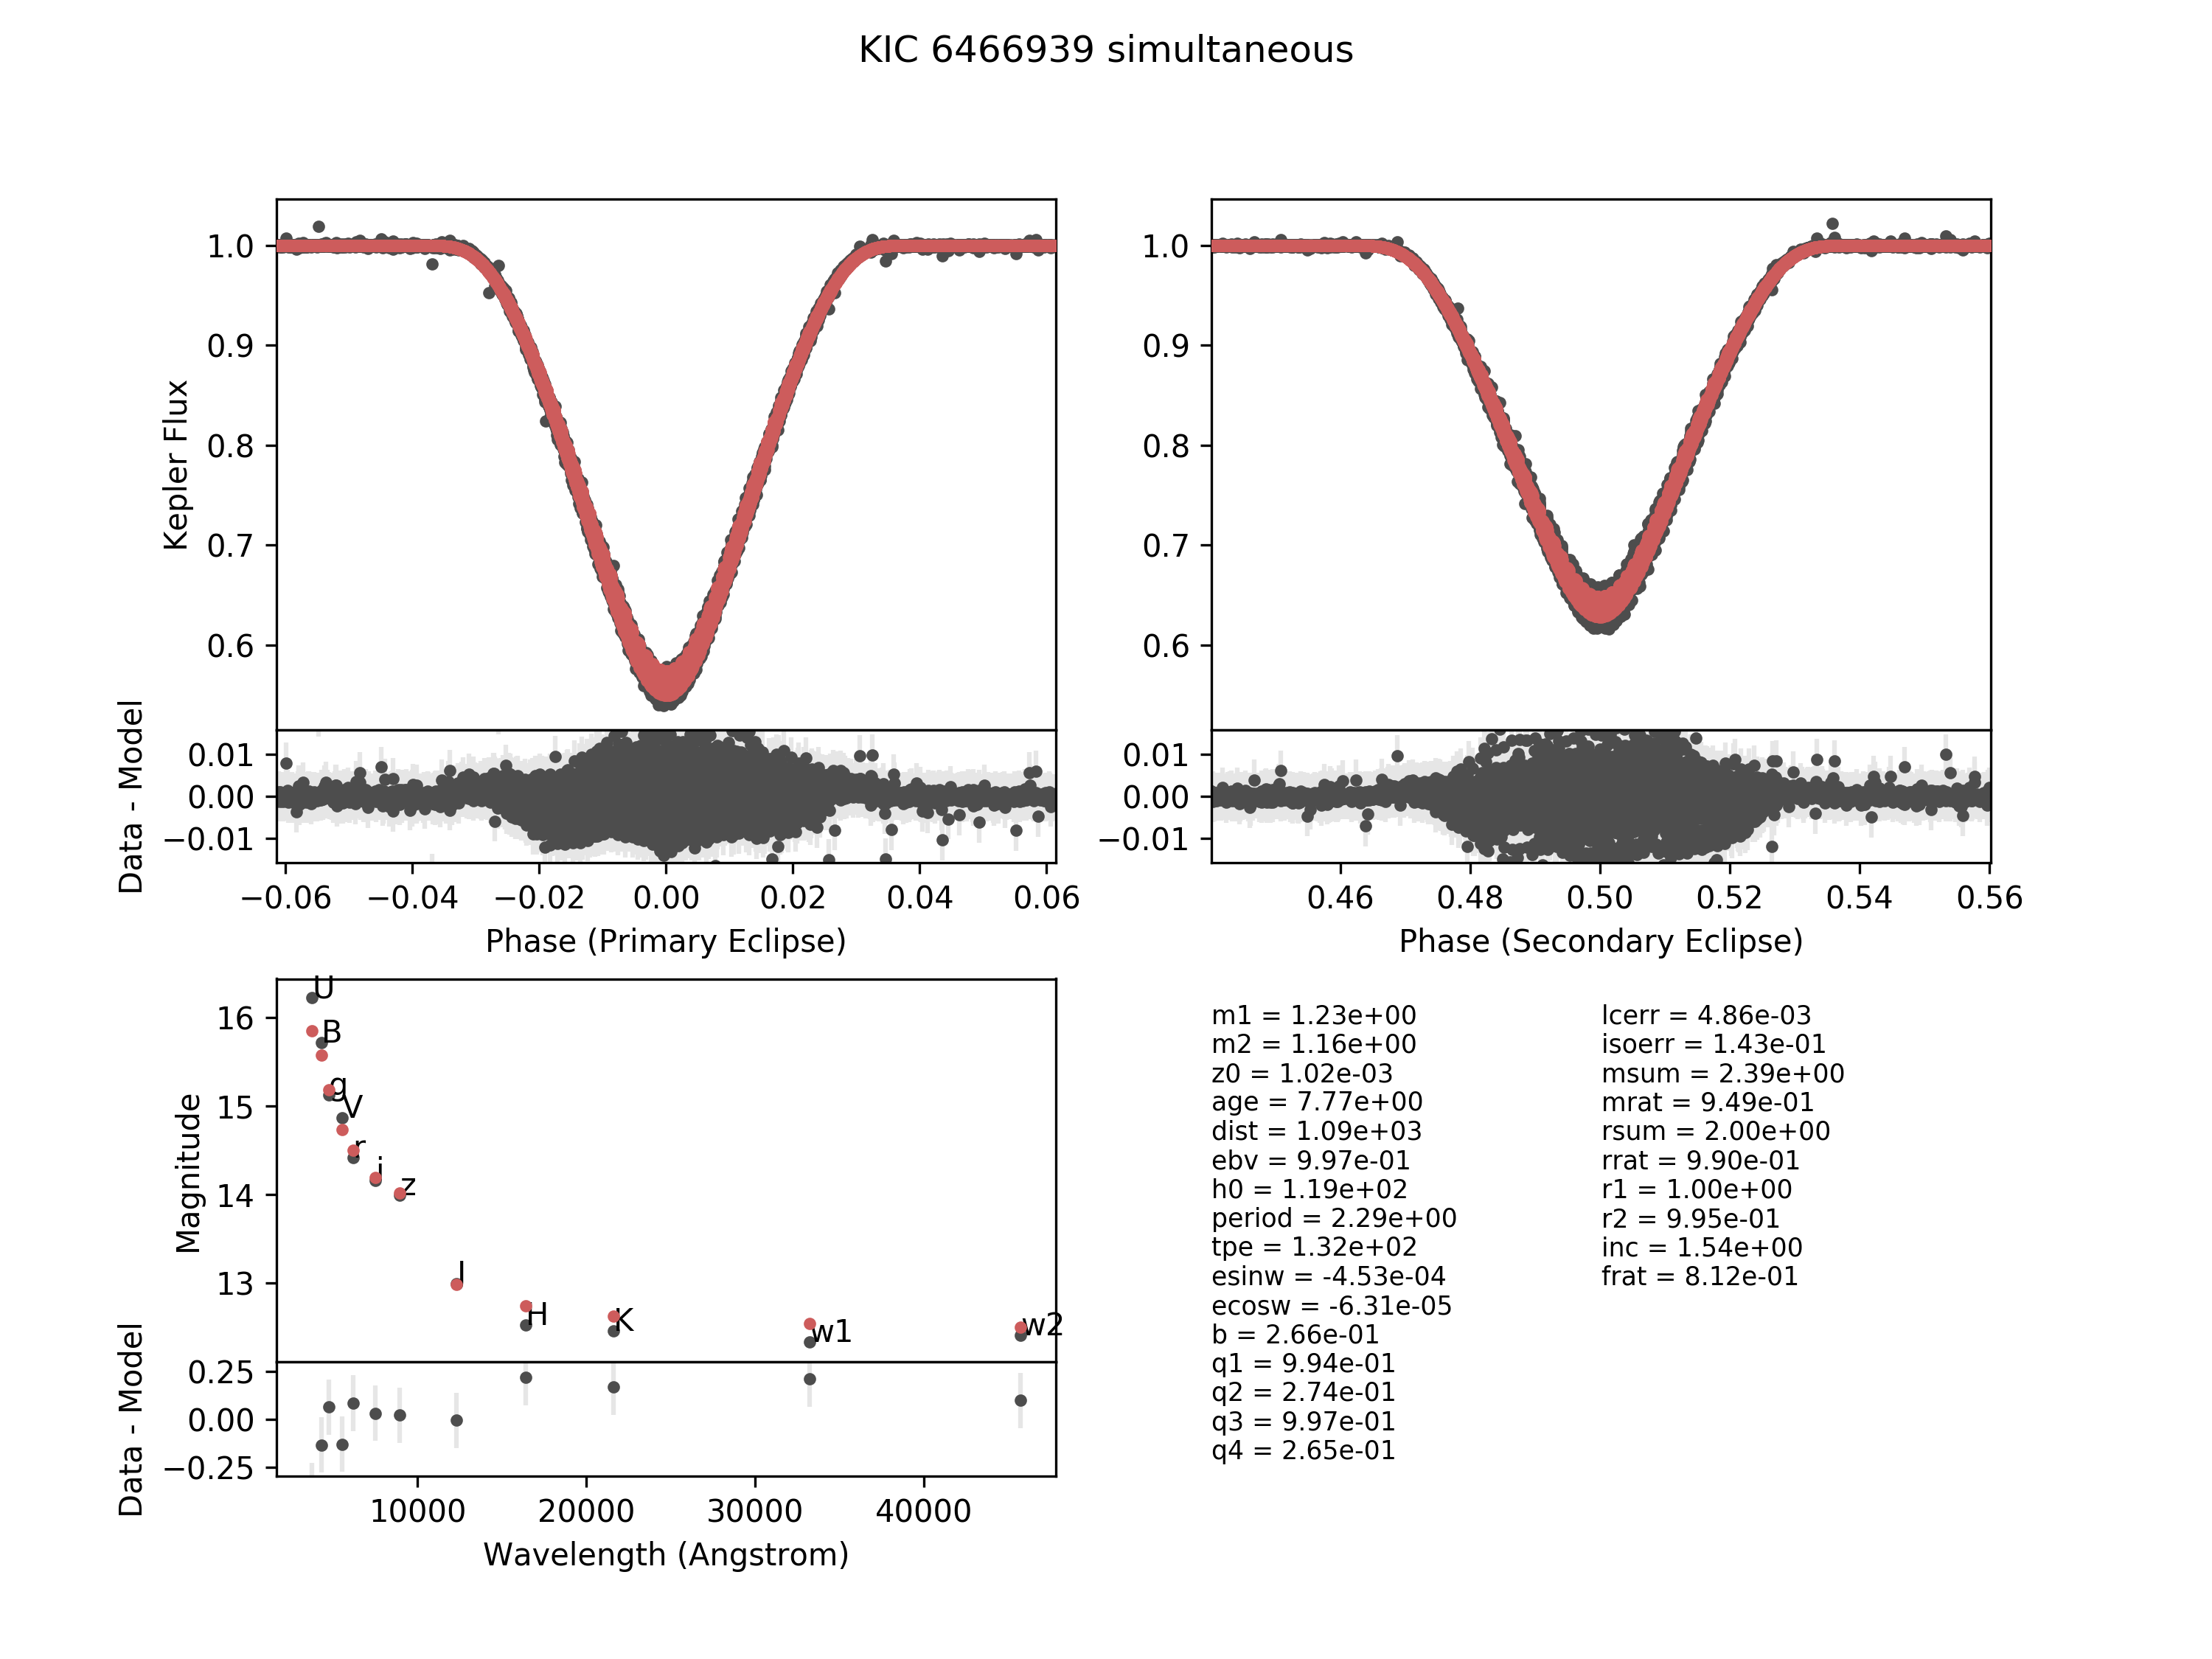 KIC 6466939 simultaneous
Kepler Flux
1.0
0.9
0.8
0.7
0.6
1.0
0.9
0.8
0.7
0.6
Data - Model
0.01
0.00
−0.01
0.01
0.00
−0.01
−0.06 −0.04 −0.02 0.00 0.02 0.04 0.06
0.46 0.48 0.50 0.52 0.54 0.56
Phase (Primary Eclipse)
Phase (Secondary Eclipse)
Magnitude
16
15
14
13
U
B
g
V
r
i
z
J
H
K
w1
w2
Data - Model
0.25
0.00
−0.25
10000 20000 30000 40000
Wavelength (Angstrom)
m1 = 1.23e+00
m2 = 1.16e+00
z0 = 1.02e-03
age = 7.77e+00
dist = 1.09e+03
ebv = 9.97e-01
h0 = 1.19e+02
period = 2.29e+00
tpe = 1.32e+02
esinw = -4.53e-04
ecosw = -6.31e-05
b = 2.66e-01
q1 = 9.94e-01
q2 = 2.74e-01
q3 = 9.97e-01
q4 = 2.65e-01
lcerr = 4.86e-03
isoerr = 1.43e-01
msum = 2.39e+00
mrat = 9.49e-01
rsum = 2.00e+00
rrat = 9.90e-01
r1 = 1.00e+00
r2 = 9.95e-01
inc = 1.54e+00
frat = 8.12e-01